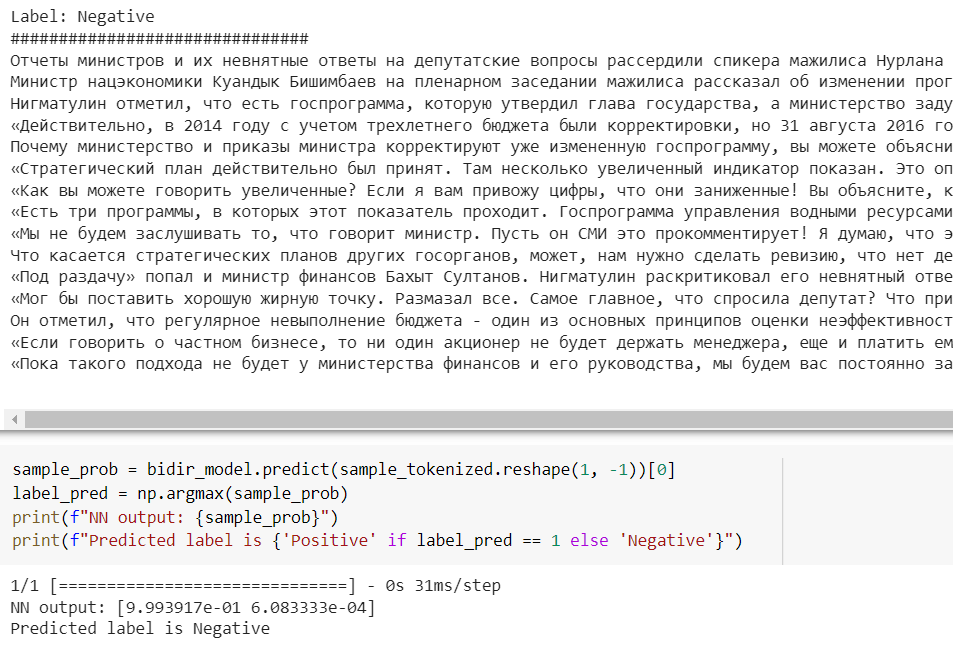 Label: Negative
###############################
Отчеты министров и их невнятные ответы на депутатские вопросы рассердили спикера мажилиса Нурлана
Министр нацэкономики Куандык Бишимбаев на пленарном заседании мажилиса рассказал об изменении прог
Нигматулин отметил, что есть госпрограмма, которую утвердил глава государства, а министерство заду
«Действительно, в 2014 году с учетом трехлетнего бюджета были корректировки, но 31 августа 2016 го
Почему министерство и приказы министра корректируют уже измененную госпрограмму, вы можете объясни
«Стратегический план действительно был принят. Там несколько увеличенный индикатор показан. Это оп
«Как вы можете говорить увеличенные? Если я вам привожу цифры, что они заниженные! Вы объясните, к
«Есть три программы, в которых этот показатель проходит. Госпрограмма управления водными ресурсами
«Мы не будем заслушивать то, что говорит министр. Пусть он СМИ это прокомментирует! Я думаю, что э
Что касается стратегических планов других госорганов, может, нам нужно сделать ревизию, что нет де
«Под раздачу» попал и министр финансов Бахыт Султанов. Нигматулин раскритиковал его невнятный отве
«Мог бы поставить хорошую жирную точку. Размазал все. Самое главное, что спросила депутат? Что при
Он отметил, что регулярное невыполнение бюджета - один из основных принципов оценки неэффективност
«Если говорить о частном бизнесе, то ни один акционер не будет держать менеджера, еще и платить ем
«Пока такого подхода не будет у министерства финансов и его руководства, мы будем вас постоянно за
sample_prob = bidir_model.predict(sample_tokenized.reshape(1, -1))[0]
label_pred = np.argmax(sample_prob)
print(f"NN output: {sample_prob}")
print(f"Predicted label is {'Positive' if label_pred == 1 else 'Negative'}")
1/1 [==============================] - 0s 31ms/step
NN output: [9.993917e-01 6.083333e-04]
Predicted label is Negative